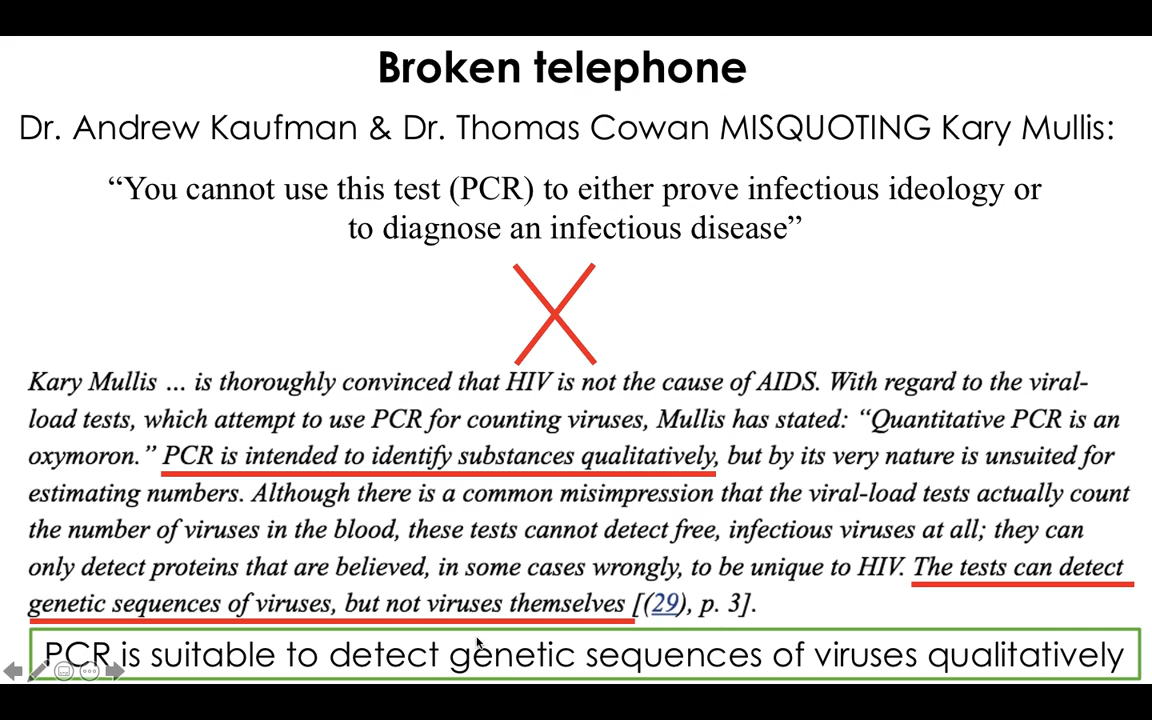 Broken telephone
Dr. Andrew Kaufman & Dr. Thomas Cowan MISQUOTING Kary Mullis:
“You cannot use this test (PCR) to either prove infectious ideology or
to diagnose an infectious disease”
Kary Mullis ... is thoroughly convinced that HIV is not the cause of AIDS. With regard to the viral-
load tests, which attempt to use PCR for counting viruses, Mullis has stated: “Quantitative PCR is an
oxymoron.” PCR is intended to identify substances qualitatively, but by its very nature is unsuited for
estimating numbers. Although there is a common misimpression that the viral-load tests actually count
the number of viruses in the blood, these tests cannot detect free, infectious viruses at all; they can
only detect proteins that are believed, in some cases wrongly, to be unique to HIV. The tests can detect
genetic sequences of viruses, but not viruses themselves [(29), p. 3].
PCR is suitable to detect genetic sequences of viruses qualitatively